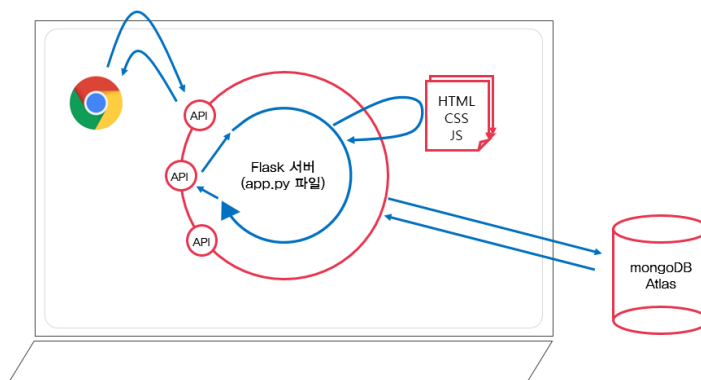 API
HTML
CSS
JS
Flask 서버
(app.py 파일)
API
API
mongoDB
Atlas